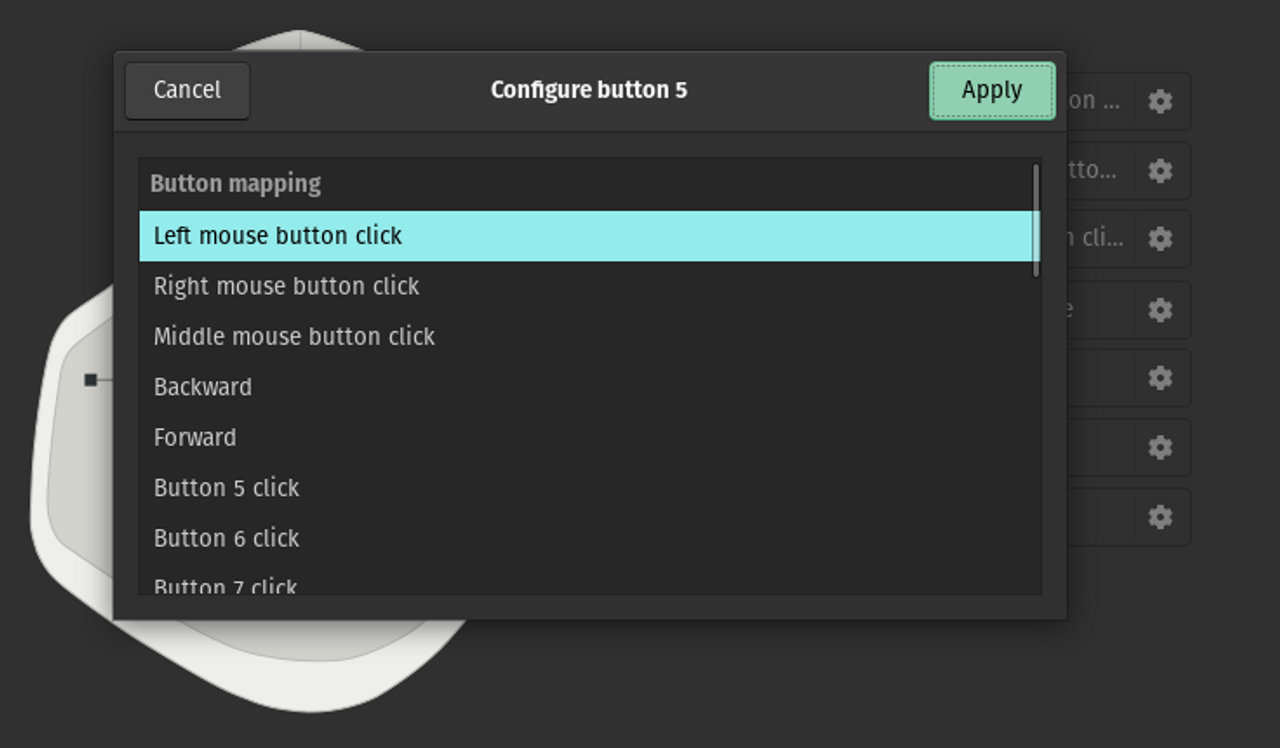 Cancel
Configure button 5
Apply
Button mapping
Left mouse button click
Right mouse button click
Middle mouse button click
Backward
Forward
Button 5 click
Button 6 click
Button 7 click
on ...
tto...
cli...
e